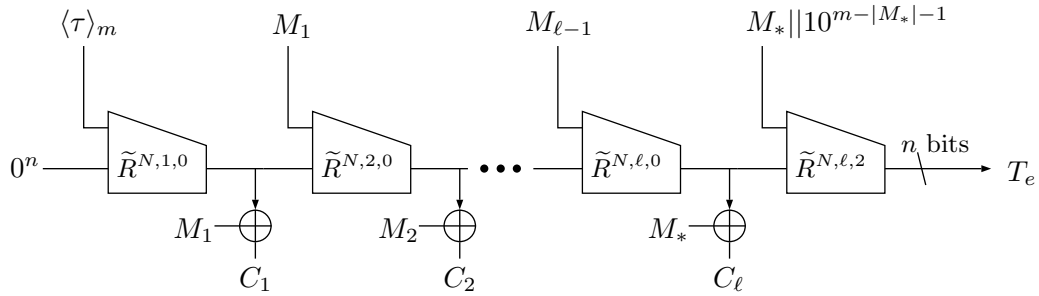 ⟨τ⟩_m M_1 M_{ℓ−1} M_*||10^{m−|M_*|−1}
0^n R̃^{N,1,0} R̃^{N,2,0} ••• R̃^{N,ℓ,0} R̃^{N,ℓ,2} n bits T_e
M_1 M_2 M_*
C_1 C_2 C_ℓ